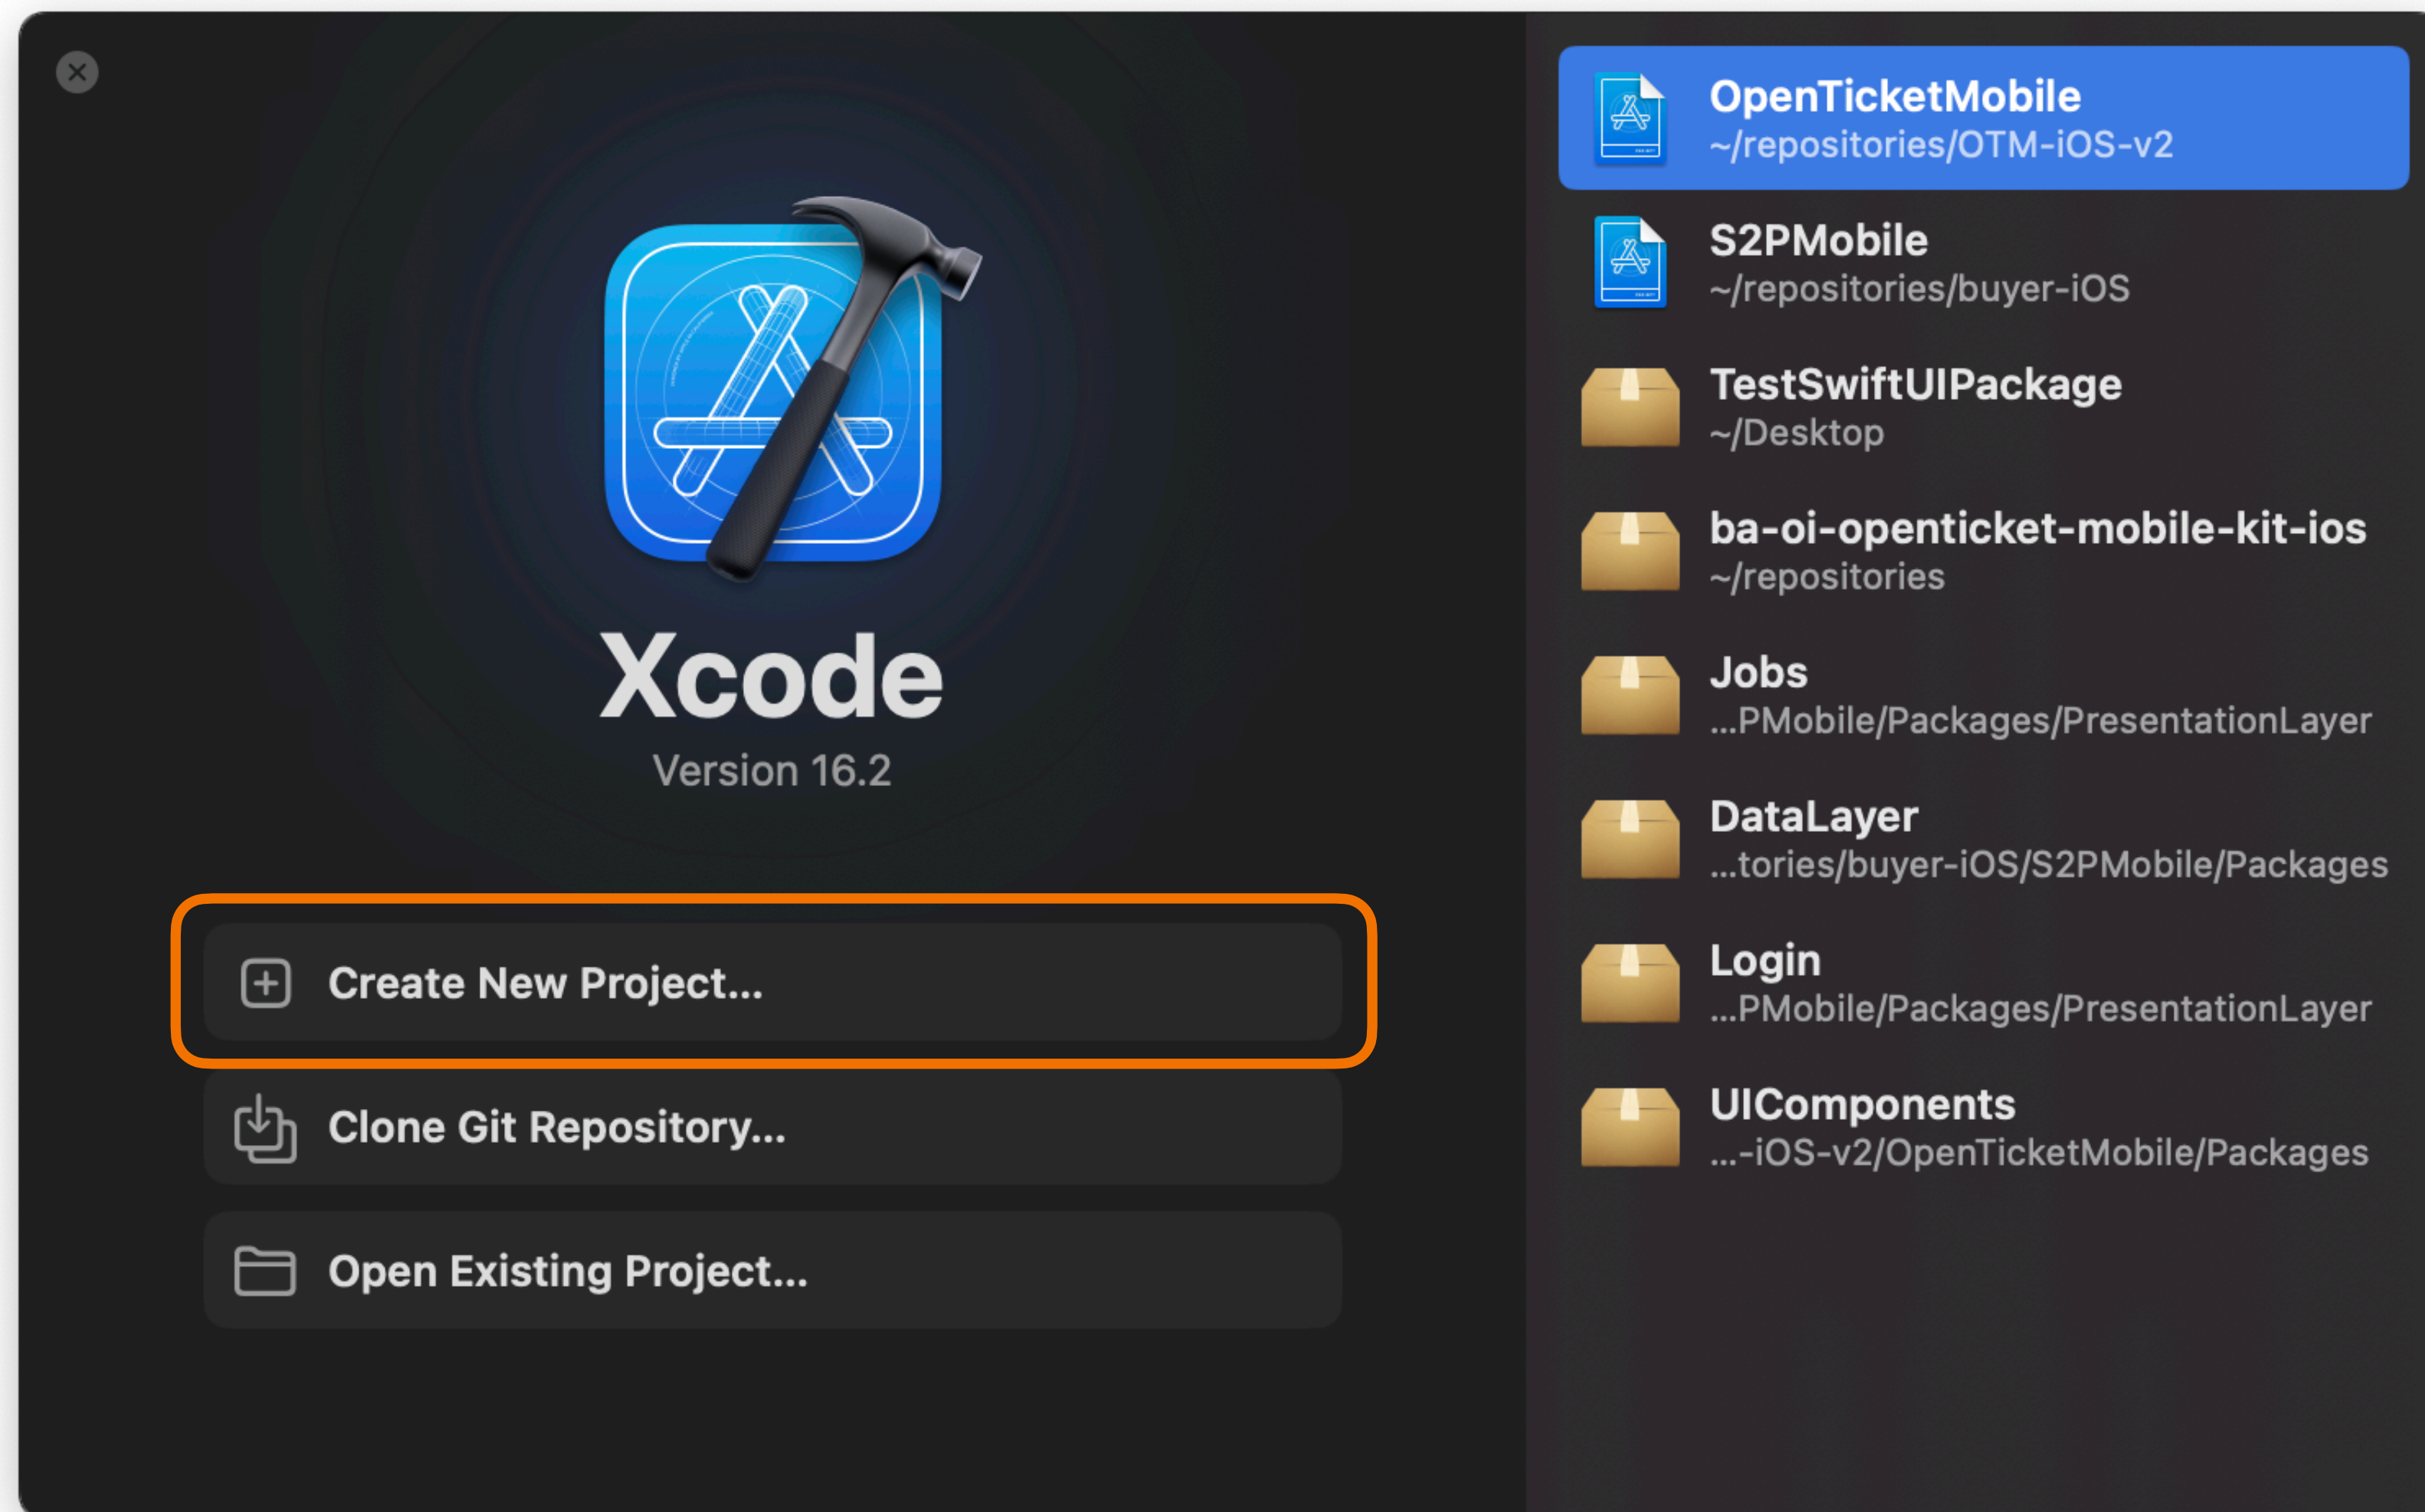 Xcode
Version 16.2
Create New Project...
Clone Git Repository...
Open Existing Project...
OpenTicketMobile
~/repositories/OTM-iOS-v2
S2PMobile
~/repositories/buyer-iOS
TestSwiftUIPackage
~/Desktop
ba-oi-openticket-mobile-kit-ios
~/repositories
Jobs
...PMobile/Packages/PresentationLayer
DataLayer
...tories/buyer-iOS/S2PMobile/Packages
Login
...PMobile/Packages/PresentationLayer
UIComponents
...-iOS-v2/OpenTicketMobile/Packages